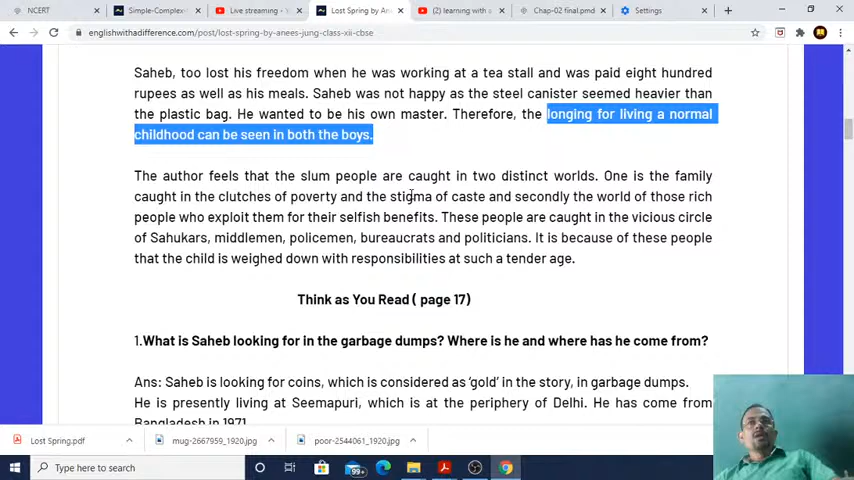 NCERT
Simple-Complex-
Live streaming - Y
Lost Spring by Anees Jung Class
(2) learning with s
Chap-02 final.pmd
Settings
englishwithadifference.com/post/lost-spring-by-anees-jung-class-xii-cbse
Saheb, too lost his freedom when he was working at a tea stall and was paid eight hundred
rupees as well as his meals. Saheb was not happy as the steel canister seemed heavier than
the plastic bag. He wanted to be his own master. Therefore, the longing for living a normal
childhood can be seen in both the boys.
The author feels that the slum people are caught in two distinct worlds. One is the family
caught in the clutches of poverty and the stigma of caste and secondly the world of those rich
people who exploit them for their selfish benefits. These people are caught in the vicious circle
of Sahukars, middlemen, policemen, bureaucrats and politicians. It is because of these people
that the child is weighed down with responsibilities at such a tender age.
Think as You Read ( page 17)
1.What is Saheb looking for in the garbage dumps? Where is he and where has he come from?
Ans: Saheb is looking for coins, which is considered as ‘gold’ in the story, in garbage dumps.
He is presently living at Seemapuri, which is at the periphery of Delhi. He has come from
Bangladesh in 1971.
Lost Spring.pdf
mug-2667959_1920.jpg
poor-2544061_1920.jpg
Type here to search
99+